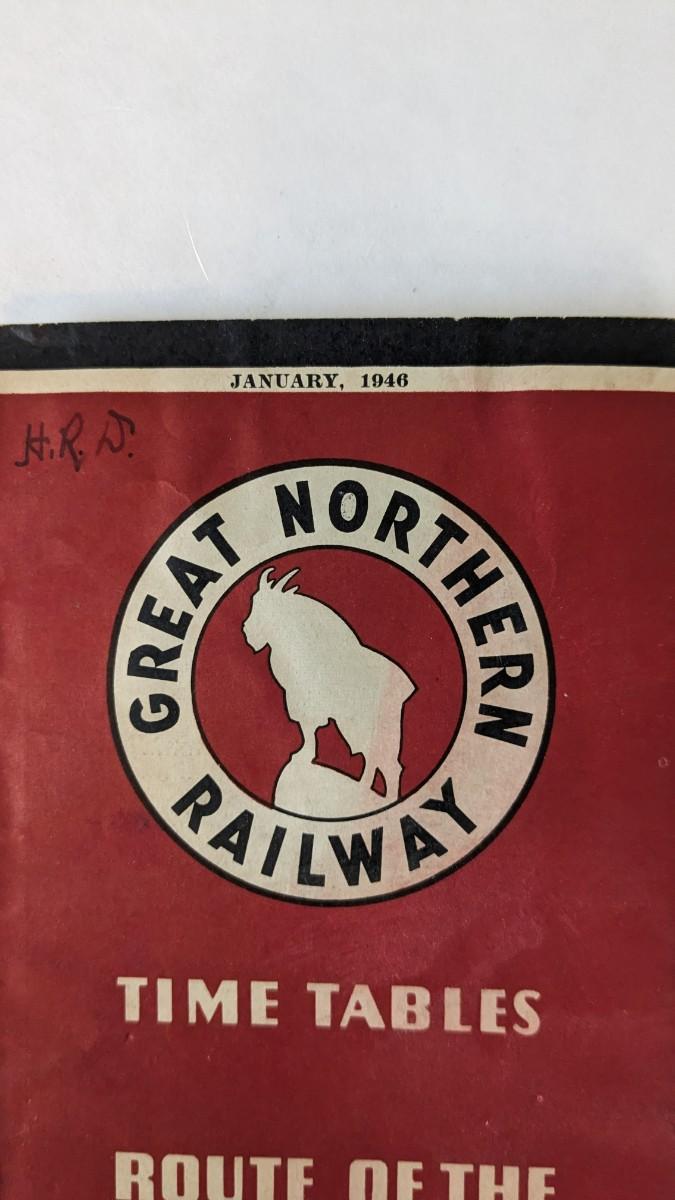 JANUARY, 1946
H.R.D.
GREAT NORTHERN
RAILWAY
TIME TABLES
ROUTE OF THE